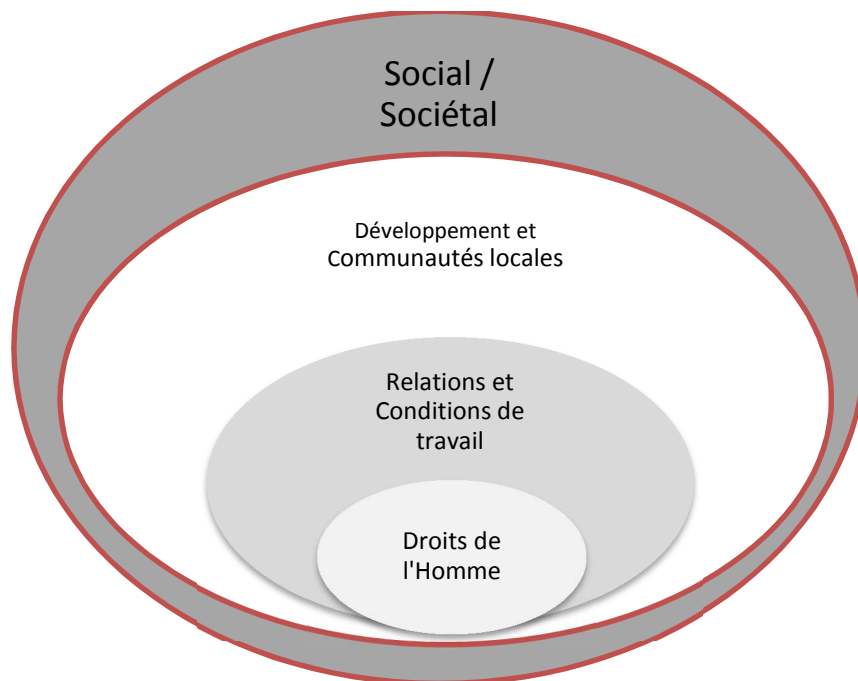 Social /
Sociétal
Développement et
Communautés locales
Relations et
Conditions de
travail
Droits de
l'Homme